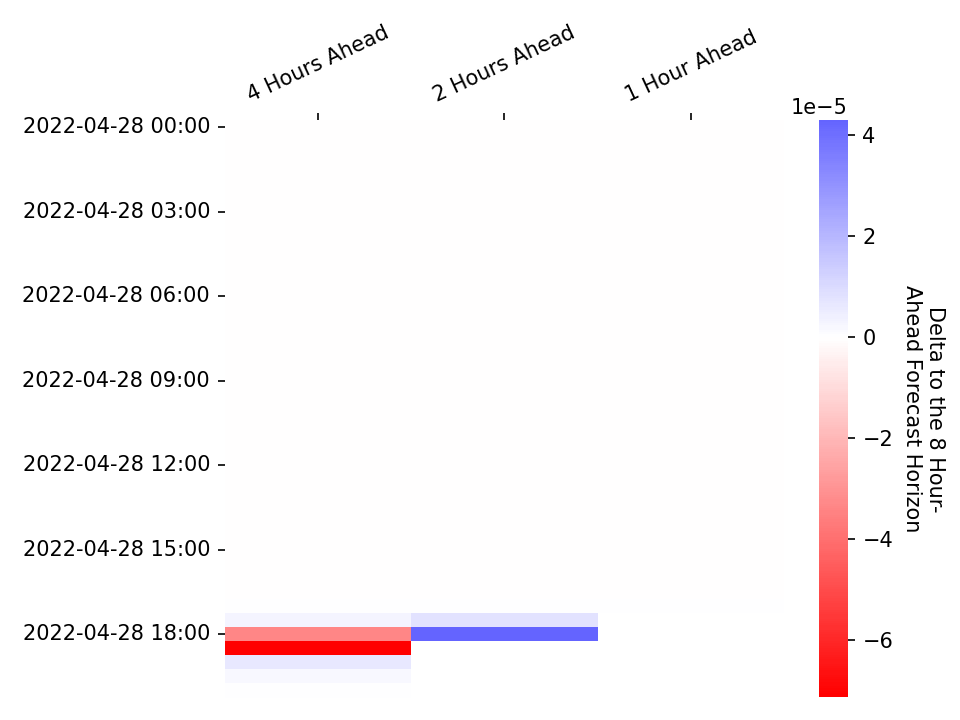 4 Hours Ahead
2 Hours Ahead
1 Hour Ahead
2022-04-28 00:00
2022-04-28 03:00
2022-04-28 06:00
2022-04-28 09:00
2022-04-28 12:00
2022-04-28 15:00
2022-04-28 18:00
1e−5
4
2
0
−2
−4
−6
Delta to the 8 Hour-
Ahead Forecast Horizon